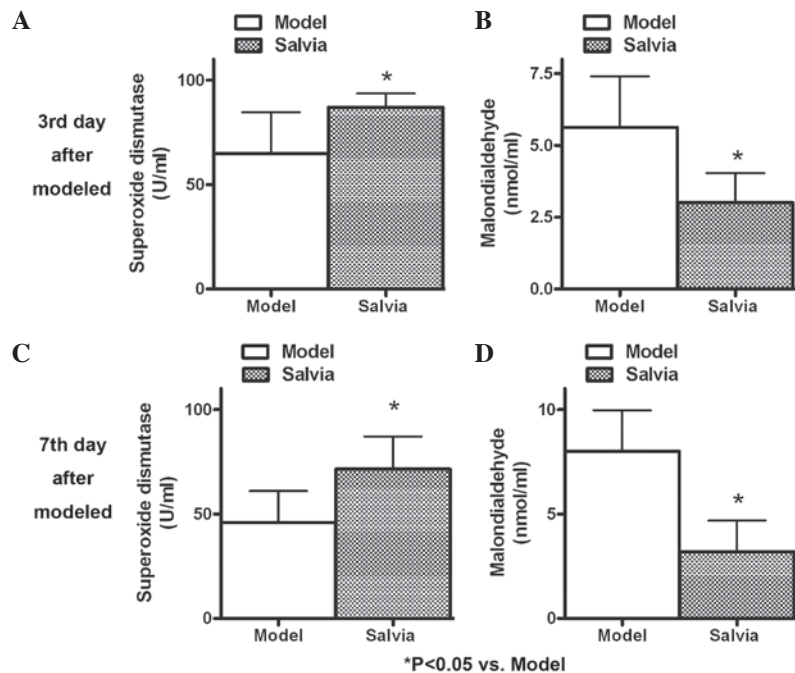 A
Model
Salvia
3rd day
after
modeled
Superoxide dismutase
(U/ml)
100
50
0
*
Model Salvia
B
Model
Salvia
Malondialdehyde
(nmol/ml)
7.5
5.0
2.5
0.0
*
Model Salvia
C
Model
Salvia
7th day
after
modeled
Superoxide dismutase
(U/ml)
100
50
0
*
Model Salvia
D
Model
Salvia
Malondialdehyde
(nmol/ml)
10
5
0
*
Model Salvia
*P<0.05 vs. Model